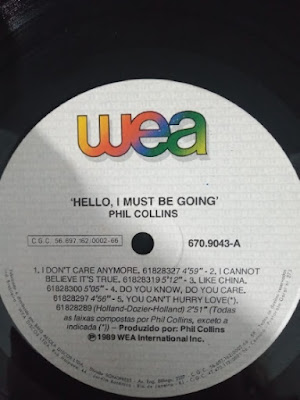 wea
'HELLO, I MUST BE GOING'
PHIL COLLINS
C.G.C. 56.697.162.0002-65
670.9043-A
1. I DON'T CARE ANYMORE. 61828327 4'59" - 2. I CANNOT
BELIEVE IT'S TRUE. 61828319 5'12" - 3. LIKE CHINA.
61828300 5'05" - 4. DO YOU KNOW, DO YOU CARE.
61828297 4'56" - 5. YOU CAN'T HURRY LOVE(*).
61828289 (Holland-Dozier-Holland) 2'51" (Todas
as faixas compostas por Phil Collins, exceto a
indicada (*)) - Produzido por: Phil Collins
℗ 1989 WEA International Inc.